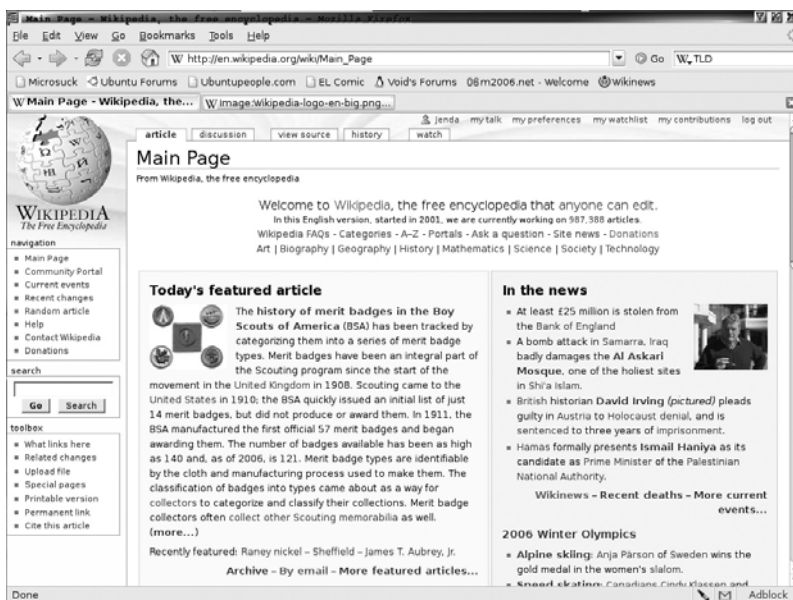 Main Page - Wikipedia, the free encyclopedia - Mozilla Firefox
File Edit View Go Bookmarks Tools Help
W http://en.wikipedia.org/wiki/Main_Page Go W TLD
Microsuck Ubuntu Forums Ubuntupeople.com EL Comic Void's Forums 0βm2006.net - Welcome Wikinews
W Main Page - Wikipedia, the... W Image:Wikipedia-logo-en-big.png...
Jenda my talk my preferences my watchlist my contributions log out
article discussion view source history watch
Main Page
From Wikipedia, the free encyclopedia
WIKIPEDIA
The Free Encyclopedia
navigation
Main Page
Community Portal
Current events
Recent changes
Random article
Help
Contact Wikipedia
Donations
search
Go Search
toolbox
What links here
Related changes
Upload file
Special pages
Printable version
Permanent link
Cite this article
Welcome to Wikipedia, the free encyclopedia that anyone can edit.
In this English version, started in 2001, we are currently working on 987,388 articles.
Wikipedia FAQs - Categories - A–Z - Portals - Ask a question - Site news - Donations
Art | Biography | Geography | History | Mathematics | Science | Society | Technology
Today's featured article
The history of merit badges in the Boy
Scouts of America (BSA) has been tracked by
categorizing them into a series of merit badge
types. Merit badges have been an integral part of
the Scouting program since the start of the
movement in the United Kingdom in 1908. Scouting came to the
United States in 1910; the BSA quickly issued an initial list of just
14 merit badges, but did not produce or award them. In 1911, the
BSA manufactured the first official 57 merit badges and began
awarding them. The number of badges available has been as high
as 140 and, as of 2006, is 121. Merit badge types are identifiable
by the cloth and manufacturing process used to make them. The
classification of badges into types came about as a way for
collectors to categorize and classify their collections. Merit badge
collectors often collect other Scouting memorabilia as well.
(more...)
Recently featured: Raney nickel – Sheffield – James T. Aubrey, Jr.
Archive – By email – More featured articles...
In the news
At least £25 million is stolen from
the Bank of England
A bomb attack in Samarra, Iraq
badly damages the Al Askari
Mosque, one of the holiest sites
in Shi'a Islam.
British historian David Irving (pictured) pleads
guilty in Austria to Holocaust denial, and is
sentenced to three years of imprisonment.
Hamas formally presents Ismail Haniya as its
candidate as Prime Minister of the Palestinian
National Authority.
Wikinews – Recent deaths – More current
events...
2006 Winter Olympics
Alpine skiing: Anja Pärson of Sweden wins the
gold medal in the women's slalom.
Speed skating: Canadians Cindy Klassen and
Done Adblock